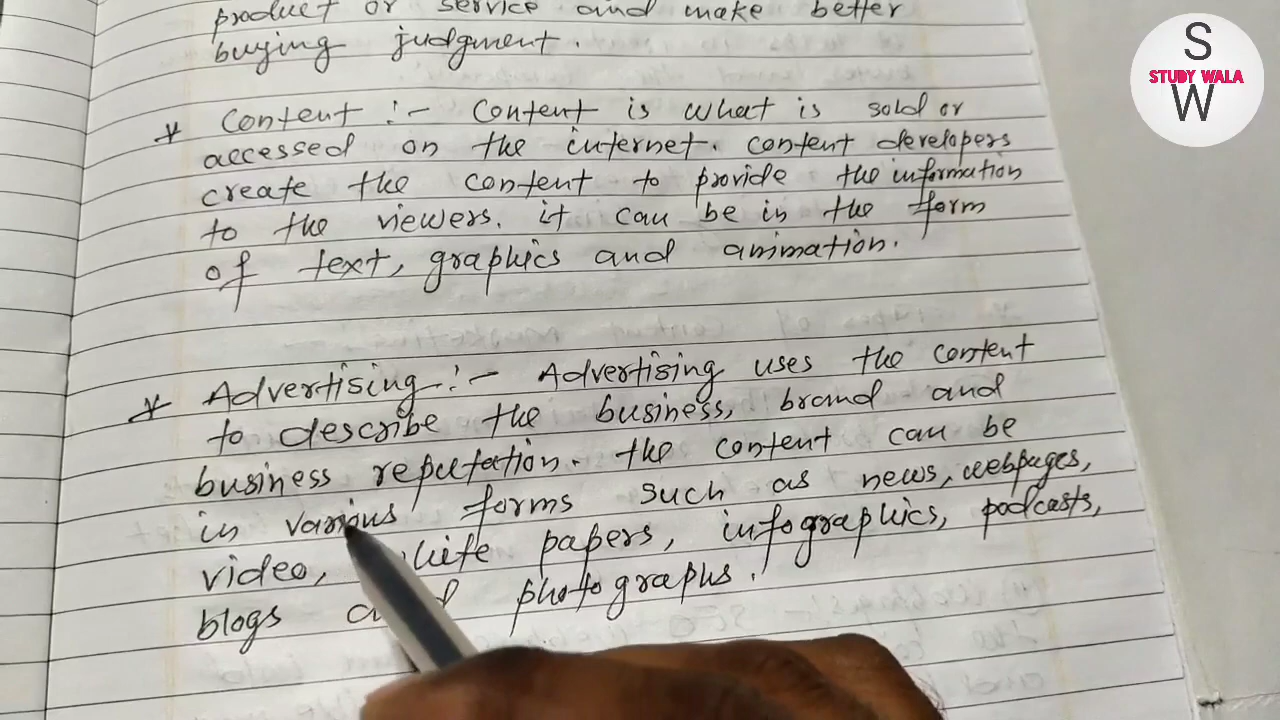 product or service and make better
buying judgment.
* Content :- Content is what is sold or
accessed on the internet. content developers
create the content to provide the information
to the viewers. it can be in the form
of text, graphics and animation.
* Advertising :- Advertising uses the content
to describe the business, brand and
business reputation. the content can be
in various forms such as news, webpages,
video, papers, infographics, podcasts,
blogs photographs.
S
STUDY WALA
W